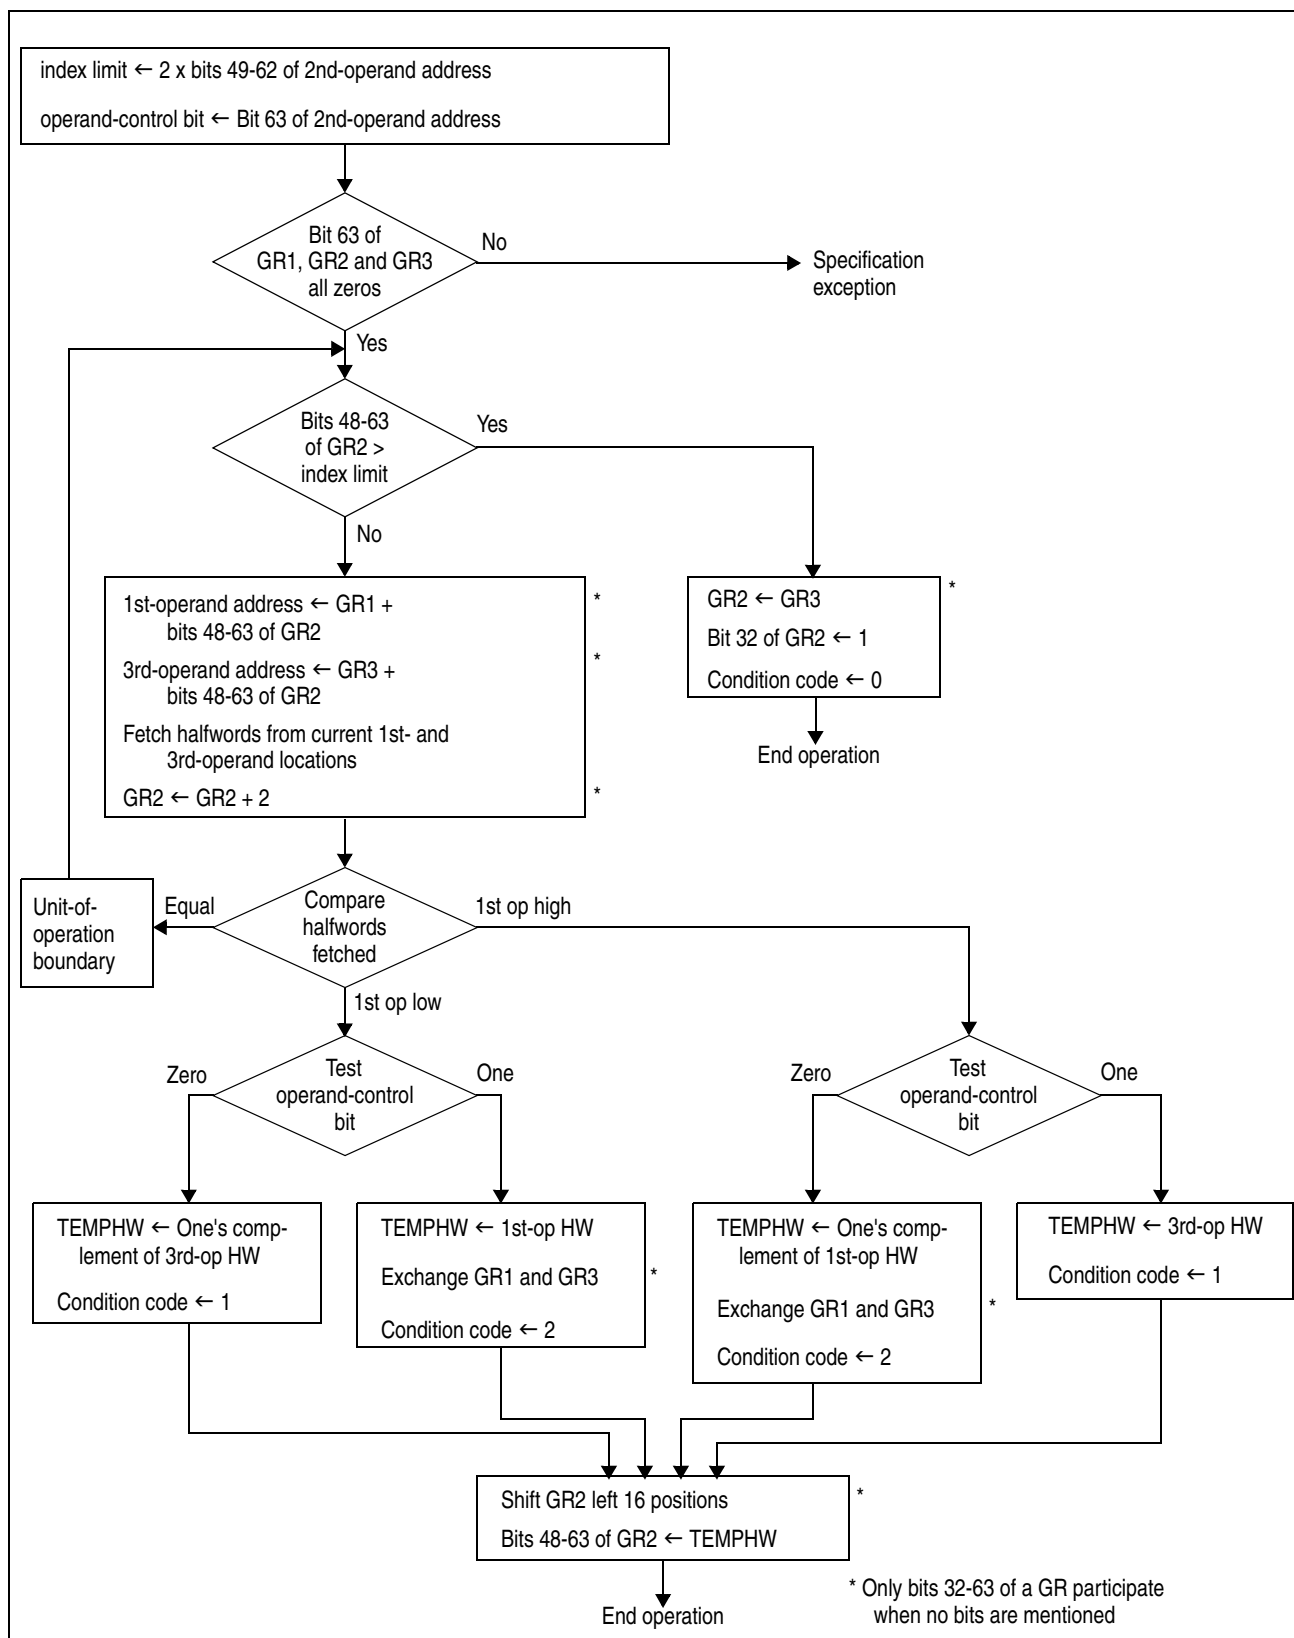 index limit ← 2 x bits 49-62 of 2nd-operand address
operand-control bit ← Bit 63 of 2nd-operand address
Bit 63 of
GR1, GR2 and GR3
all zeros
No
Specification
exception
Yes
Bits 48-63
of GR2 >
index limit
Yes
No
1st-operand address ← GR1 +
bits 48-63 of GR2
*
3rd-operand address ← GR3 +
bits 48-63 of GR2
*
Fetch halfwords from current 1st- and
3rd-operand locations
GR2 ← GR2 + 2
*
GR2 ← GR3
*
Bit 32 of GR2 ← 1
Condition code ← 0
End operation
Unit-of-
operation
boundary
Equal
Compare
halfwords
fetched
1st op high
1st op low
Zero
Test
operand-control
bit
One
Zero
Test
operand-control
bit
One
TEMPHW ← One's comp-
lement of 3rd-op HW
Condition code ← 1
TEMPHW ← 1st-op HW
Exchange GR1 and GR3
*
Condition code ← 2
TEMPHW ← One's comp-
lement of 1st-op HW
Exchange GR1 and GR3
*
Condition code ← 2
TEMPHW ← 3rd-op HW
Condition code ← 1
Shift GR2 left 16 positions
*
Bits 48-63 of GR2 ← TEMPHW
End operation
* Only bits 32-63 of a GR participate
when no bits are mentioned